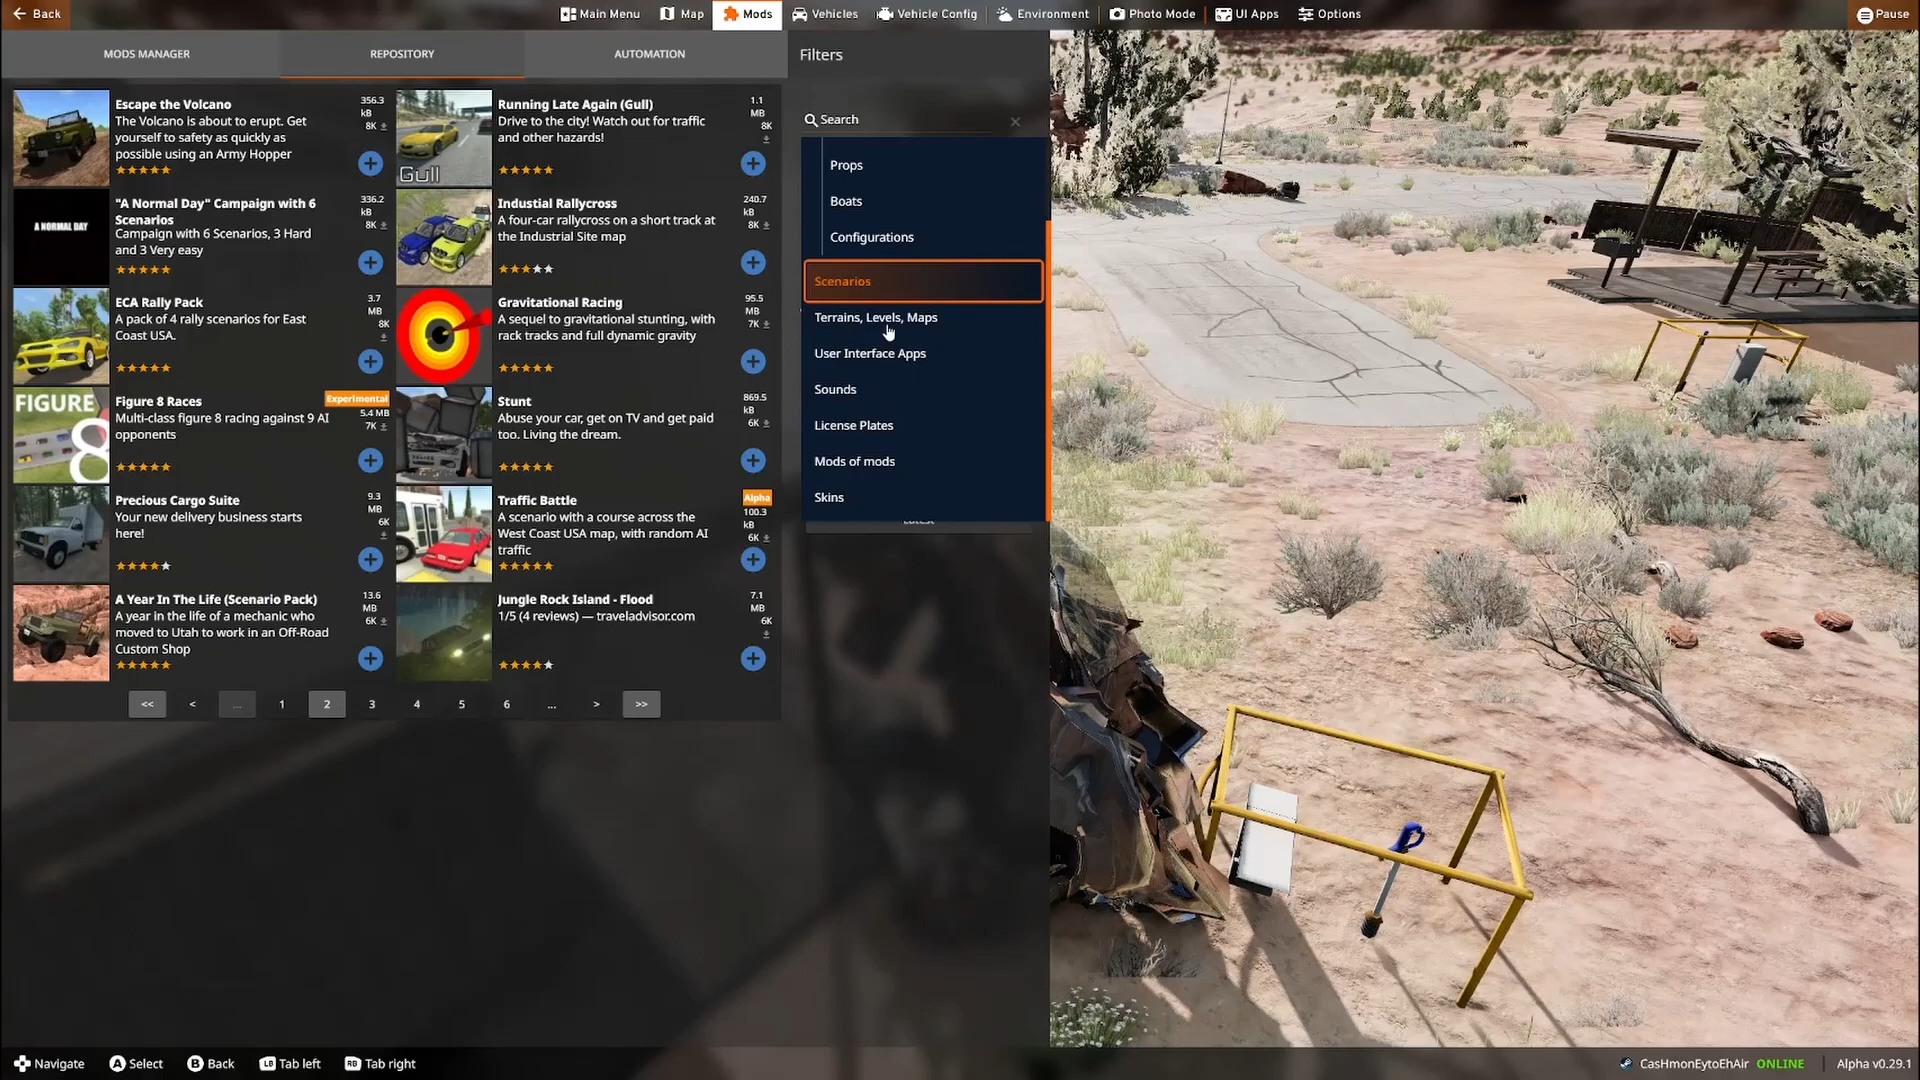 Back
Main Menu
Map
Mods
Vehicles
Vehicle Config
Environment
Photo Mode
UI Apps
Options
Pause
MODS MANAGER
REPOSITORY
AUTOMATION
Filters
Search
Escape the Volcano
The Volcano is about to erupt. Get
yourself to safety as quickly as
possible using an Army Hopper
356.3
kB
8K
Gull
Running Late Again (Gull)
Drive to the city! Watch out for traffic
and other hazards!
1.1
MB
8K
A NORMAL DAY
"A Normal Day" Campaign with 6
Scenarios
Campaign with 6 Scenarios, 3 Hard
and 3 Very easy
336.2
kB
8K
Industial Rallycross
A four-car rallycross on a short track at
the Industrial Site map
240.7
kB
8K
ECA Rally Pack
A pack of 4 rally scenarios for East
Coast USA.
3.7
MB
8K
Gravitational Racing
A sequel to gravitational stunting, with
rack tracks and full dynamic gravity
95.5
MB
7K
FIGURE
8
Figure 8 Races
Multi-class figure 8 racing against 9 AI
opponents
Experimental
5.4 MB
7K
Stunt
Abuse your car, get on TV and get paid
too. Living the dream.
869.5
kB
6K
Precious Cargo Suite
Your new delivery business starts
here!
9.3
MB
6K
Traffic Battle
A scenario with a course across the
West Coast USA map, with random AI
traffic
Alpha
100.3
kB
6K
A Year In The Life (Scenario Pack)
A year in the life of a mechanic who
moved to Utah to work in an Off-Road
Custom Shop
13.6
MB
6K
Jungle Rock Island - Flood
1/5 (4 reviews) — traveladvisor.com
7.1
MB
6K
<< < ... 1 2 3 4 5 6 ... > >>
Props
Boats
Configurations
Scenarios
Terrains, Levels, Maps
User Interface Apps
Sounds
License Plates
Mods of mods
Skins
Latest
Navigate
A Select
B Back
LB Tab left
RB Tab right
CasHmonEytoEhAir ONLINE
Alpha v0.29.1